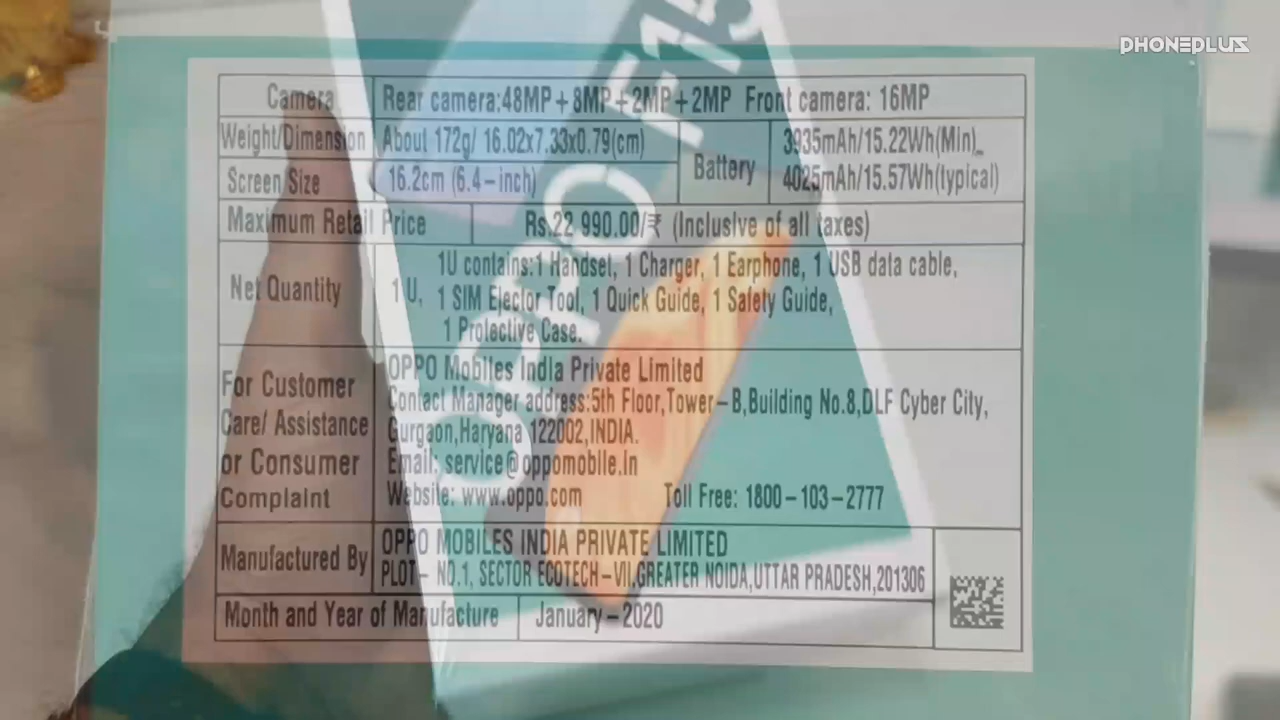 PHONEPLUS
OPPO F15
Camera
Rear camera:48MP+8MP+2MP+2MP Front camera: 16MP
Weight/Dimension
About 172g/ 16.02x7.33x0.79(cm)
Battery
3935mAh/15.22Wh(Min)
4025mAh/15.57Wh(typical)
Screen Size
16.2cm (6.4-inch)
Maximum Retail Price
Rs.22 990.00/₹ (Inclusive of all taxes)
Net Quantity
1 U,
1U contains:1 Handset, 1 Charger, 1 Earphone, 1 USB data cable,
1 SIM Ejector Tool, 1 Quick Guide, 1 Safety Guide,
1 Protective Case.
For Customer
Care/ Assistance
or Consumer
Complaint
OPPO Mobiles India Private Limited
Contact Manager address:5th Floor,Tower-B,Building No.8,DLF Cyber City,
Gurgaon,Haryana 122002,INDIA.
Email: service@oppomobile.in
Website: www.oppo.com Toll Free: 1800-103-2777
Manufactured By
OPPO MOBILES INDIA PRIVATE LIMITED
PLOT- NO.1, SECTOR ECOTECH-VII,GREATER NOIDA,UTTAR PRADESH,201306
Month and Year of Manufacture
January-2020